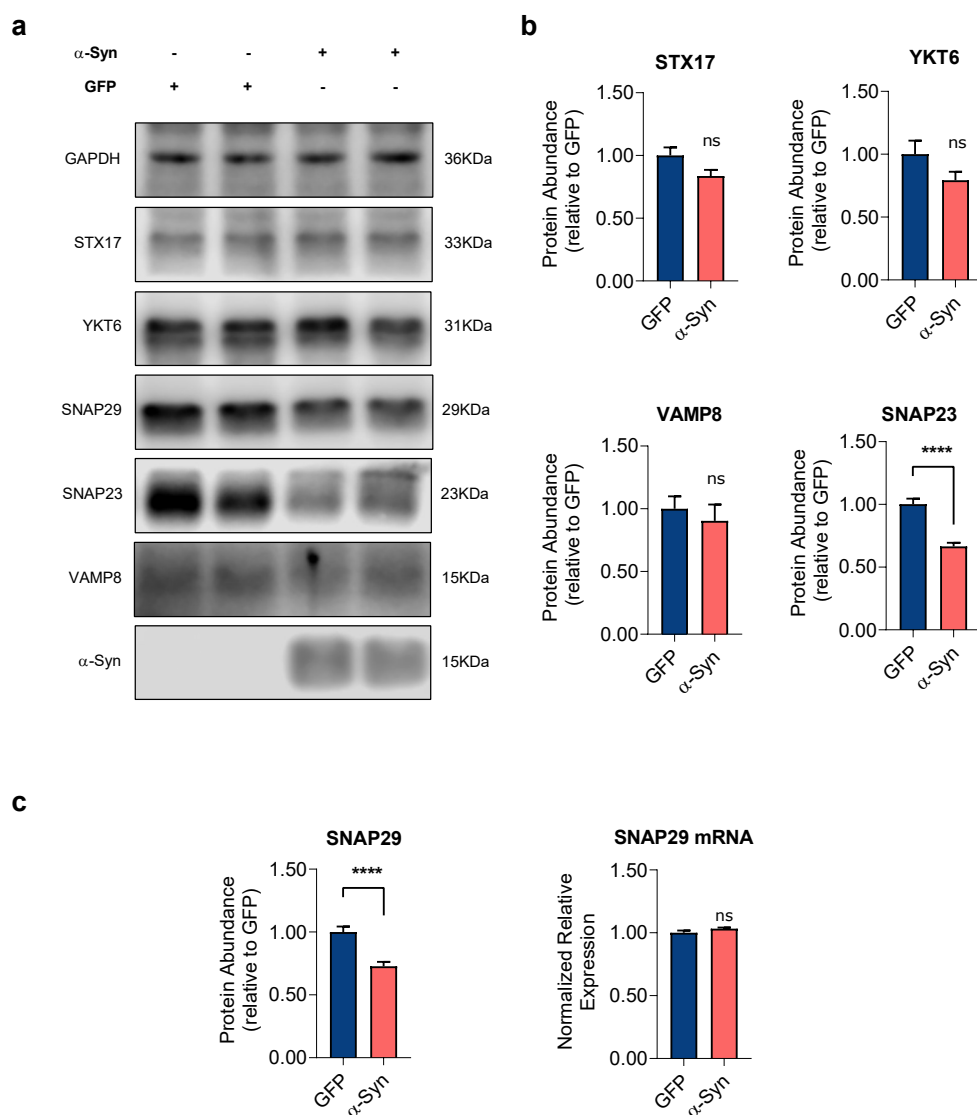 a
α-Syn - - + +
GFP + + - -
GAPDH 36KDa
STX17 33KDa
YKT6 31KDa
SNAP29 29KDa
SNAP23 23KDa
VAMP8 15KDa
α-Syn 15KDa
b
STX17
Protein Abundance
(relative to GFP)
1.50
1.00
0.50
0.00
ns
GFP
α-Syn
YKT6
Protein Abundance
(relative to GFP)
1.50
1.00
0.50
0.00
ns
GFP
α-Syn
VAMP8
Protein Abundance
(relative to GFP)
1.50
1.00
0.50
0.00
ns
GFP
α-Syn
SNAP23
Protein Abundance
(relative to GFP)
1.50
1.00
0.50
0.00
****
GFP
α-Syn
c
SNAP29
Protein Abundance
(relative to GFP)
1.50
1.00
0.50
0.00
****
GFP
α-Syn
SNAP29 mRNA
Normalized Relative
Expression
1.50
1.00
0.50
0.00
ns
GFP
α-Syn